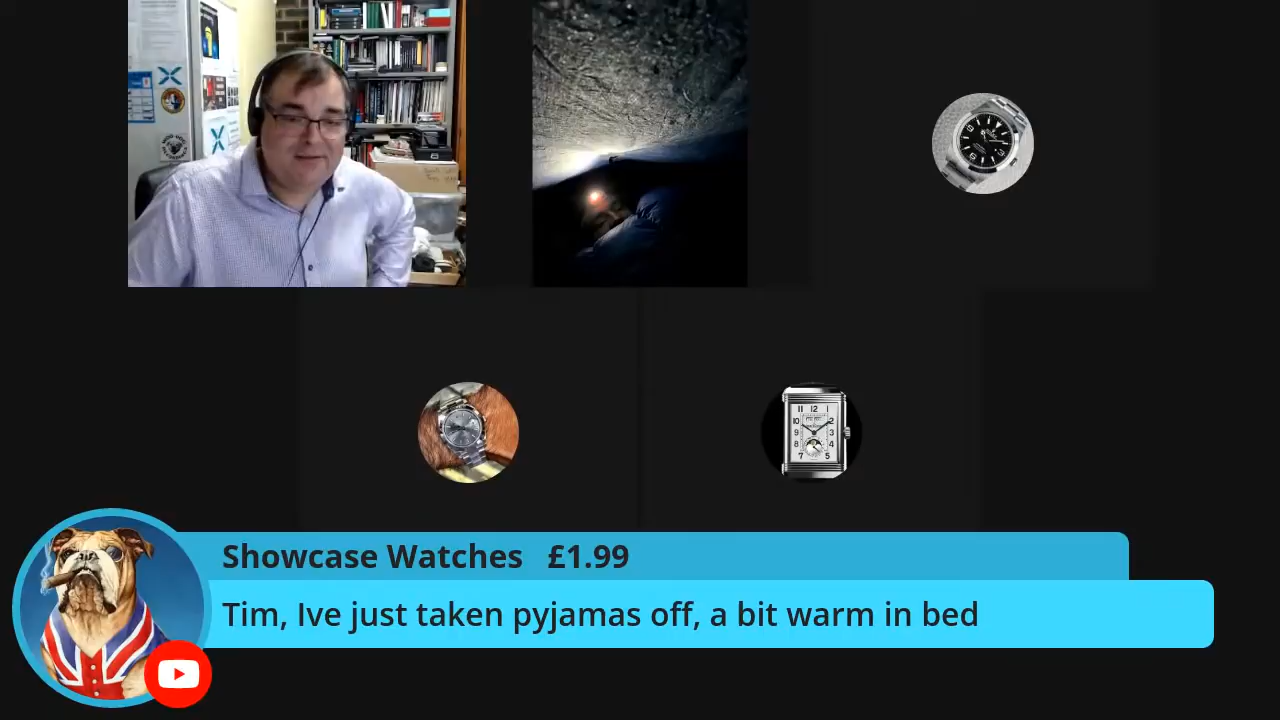 Showcase Watches £1.99
Tim, Ive just taken pyjamas off, a bit warm in bed